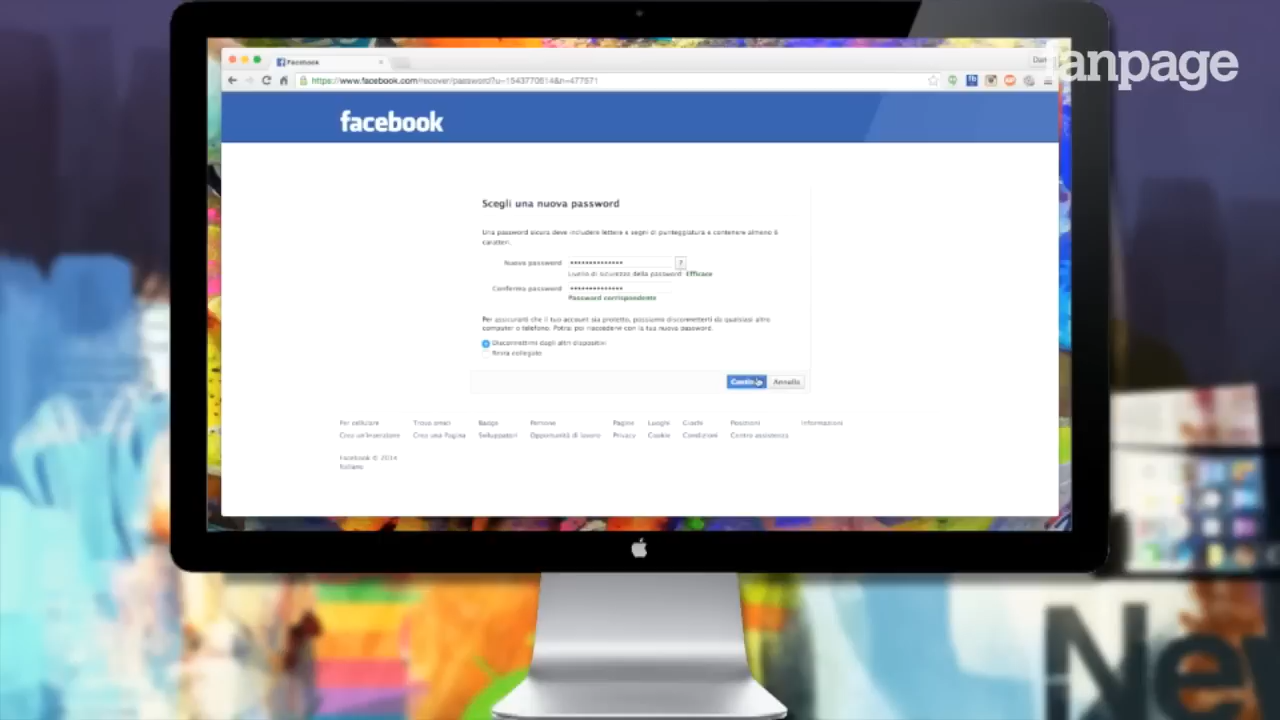 fanpage
Facebook
https://www.facebook.com/recover/password?u=1543770614&n=477571
facebook
Scegli una nuova password
Una password sicura deve includere lettere e segni di punteggiatura e contenere almeno 6
caratteri.
Nuova password
?
Livello di sicurezza della password: Efficace
Conferma password
Password corrispondente
Per assicurarti che il tuo account sia protetto, possiamo disconnetterti da qualsiasi altro
computer o telefono. Potrai poi riaccedere con la tua nuova password.
Disconnettimi dagli altri dispositivi
Resta collegato
Annulla
Per cellulare Trova amici Badge Persone Pagine Luoghi Giochi Posizioni Informazioni
Crea un'inserzione Crea una Pagina Sviluppatori Opportunità di lavoro Privacy Cookie Condizioni Centro assistenza
Facebook © 2014
Italiano